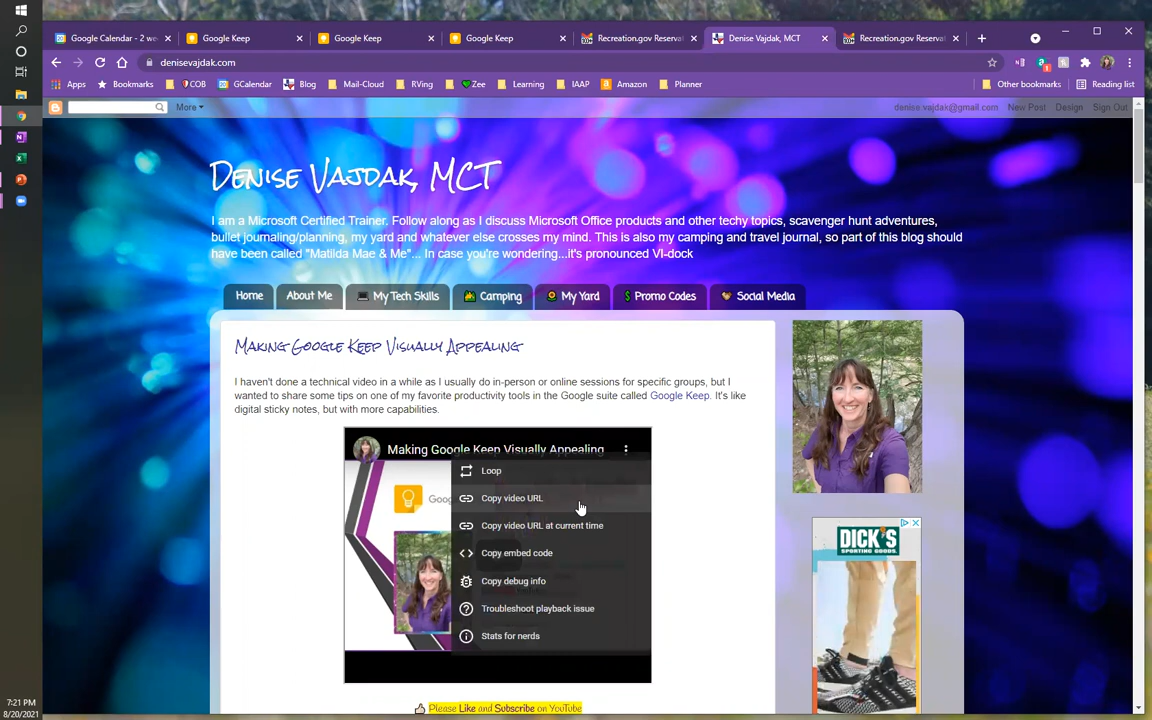 Google Calendar - 2 we
Google Keep
Google Keep
Google Keep
Recreation.gov Reserva
Denise Vajdak, MCT
Recreation.gov Reserva
denisevajdak.com
Apps
Bookmarks
COB
GCalendar
Blog
Mail-Cloud
RVing
Zee
Learning
IAAP
Amazon
Planner
Other bookmarks
Reading list
More
denise.vajdak@gmail.com
New Post
Design
Sign Out
Denise Vajdak, MCT
I am a Microsoft Certified Trainer. Follow along as I discuss Microsoft Office products and other techy topics, scavenger hunt adventures,
bullet journaling/planning, my yard and whatever else crosses my mind. This is also my camping and travel journal, so part of this blog should
have been called "Matilda Mae & Me"... In case you're wondering...it's pronounced VI-dock
Home
About Me
My Tech Skills
Camping
My Yard
Promo Codes
Social Media
Making Google Keep Visually Appealing
I haven't done a technical video in a while as I usually do in-person or online sessions for specific groups, but I
wanted to share some tips on one of my favorite productivity tools in the Google suite called Google Keep. It's like
digital sticky notes, but with more capabilities.
Making Google Keep Visually Appealing
Goo
Loop
Copy video URL
Copy video URL at current time
Copy embed code
Copy debug info
Troubleshoot playback issue
Stats for nerds
DICK'S
SPORTING GOODS.
Please Like and Subscribe on YouTube
7:21 PM
8/20/2021